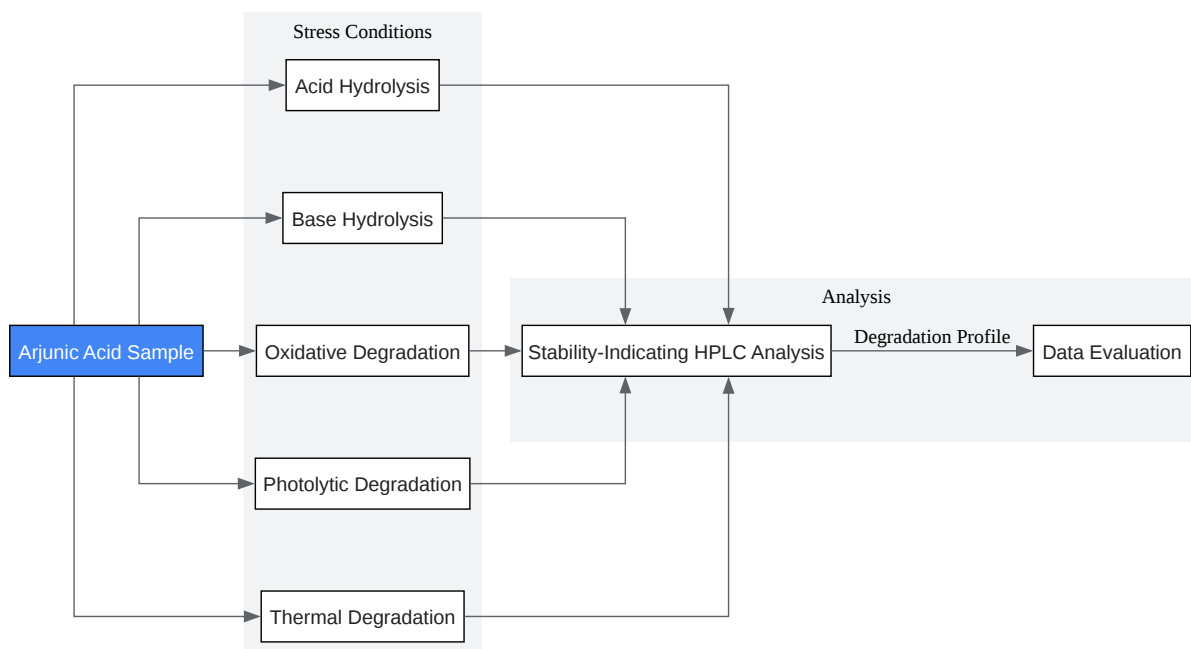 Stress Conditions
Acid Hydrolysis
Base Hydrolysis
Analysis
Arjunic Acid Sample
Oxidative Degradation
Stability-Indicating HPLC Analysis
Degradation Profile
Data Evaluation
Photolytic Degradation
Thermal Degradation